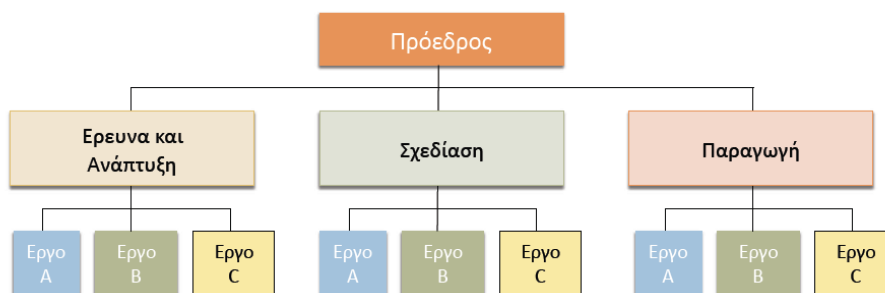 Πρόεδρος
Ερευνα και
Ανάπτυξη
Σχεδίαση
Παραγωγή
Εργο
Α
Εργο
Β
Εργο
C
Εργο
Α
Εργο
Β
Εργο
C
Εργο
Α
Εργο
Β
Εργο
C